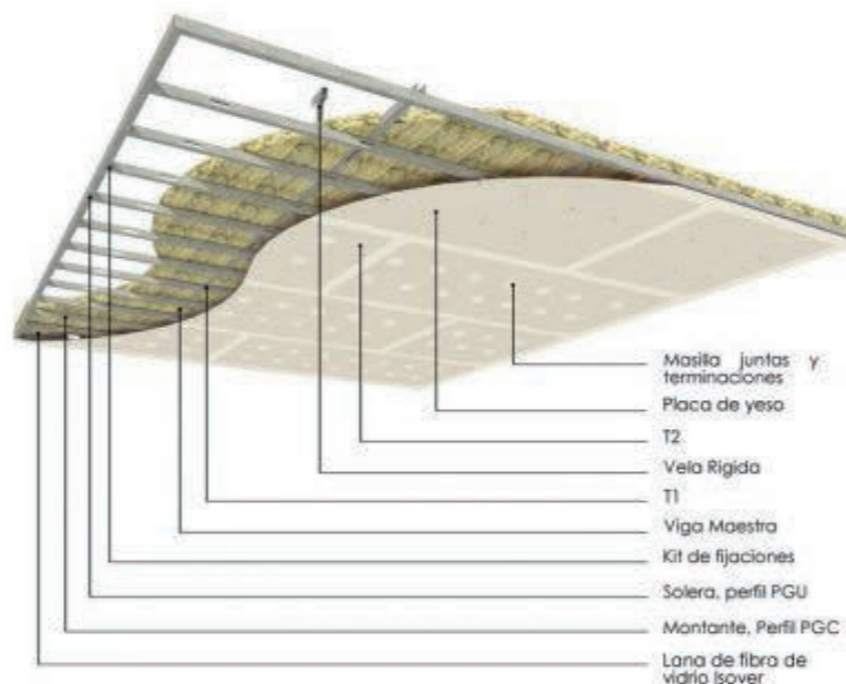 Masilla juntas y
terminaciones
Placa de yeso
T2
Vela Rigida
T1
Viga Maestra
Kit de fijaciones
Solera, perfil PGU
Montante, Perfil PGC
Lana de fibra de
vidrio Isover